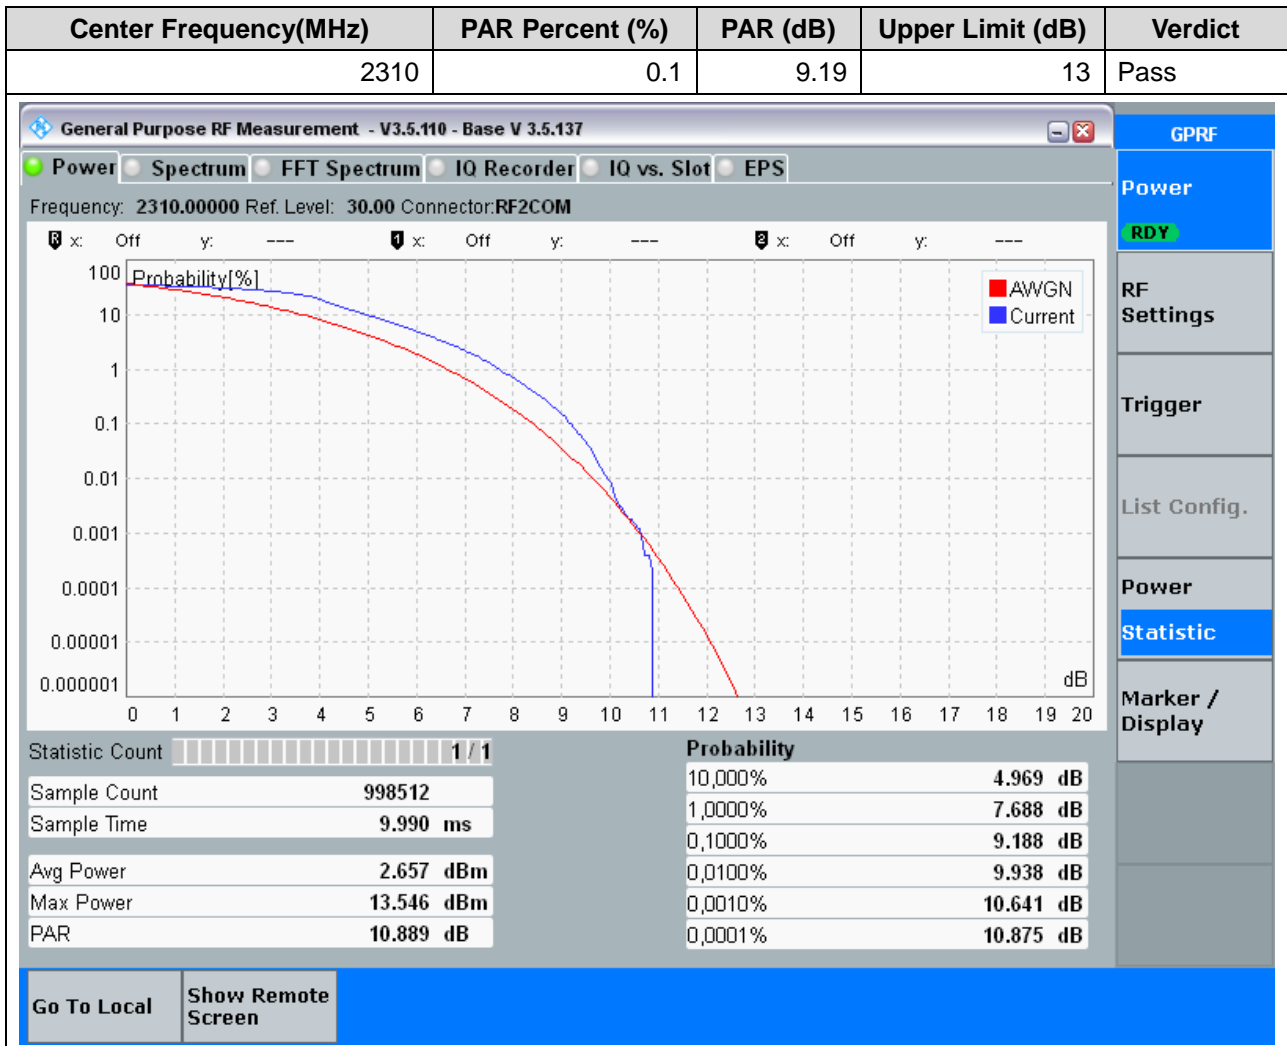 Center Frequency(MHz) PAR Percent (%) PAR (dB) Upper Limit (dB) Verdict
2310 0.1 9.19 13 Pass
General Purpose RF Measurement - V3.5.110 - Base V 3.5.137
GPRF
Power Spectrum FFT Spectrum IQ Recorder IQ vs. Slot EPS
Power
RDY
Frequency: 2310.00000 Ref. Level: 30.00 Connector:RF2COM
R x: Off y: --- 1 x: Off y: --- 2 x: Off y: ---
Probability[%]
AWGN
Current
100
10
1
0.1
0.01
0.001
0.0001
0.00001
0.000001
dB
0 1 2 3 4 5 6 7 8 9 10 11 12 13 14 15 16 17 18 19 20
RF
Settings
Trigger
List Config.
Power
Statistic
Marker /
Display
Statistic Count 1 / 1
Sample Count 998512
Sample Time 9.990 ms
Avg Power 2.657 dBm
Max Power 13.546 dBm
PAR 10.889 dB
Probability
10,000% 4.969 dB
1,0000% 7.688 dB
0,1000% 9.188 dB
0,0100% 9.938 dB
0,0010% 10.641 dB
0,0001% 10.875 dB
Go To Local
Show Remote
Screen